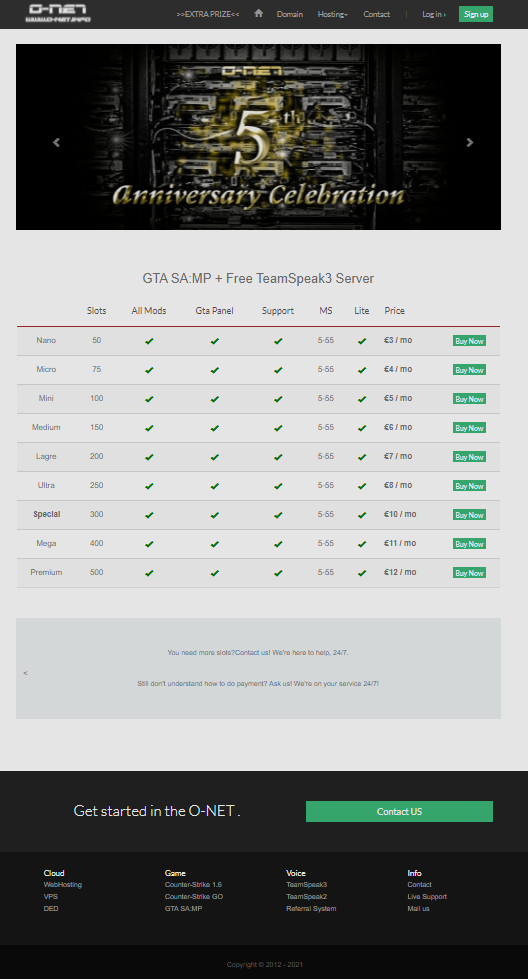 O-NET
WWW.O-NET.INFO
>>EXTRA PRIZE<< Domain Hosting Contact | Log in › Sign up
O-NET
5th
Anniversary Celebration
GTA SA:MP + Free TeamSpeak3 Server
Slots All Mods Gta Panel Support MS Lite Price
Nano 50 5-55 €3 / mo Buy Now
Micro 75 5-55 €4 / mo Buy Now
Mini 100 5-55 €5 / mo Buy Now
Medium 150 5-55 €6 / mo Buy Now
Lagre 200 5-55 €7 / mo Buy Now
Ultra 250 5-55 €8 / mo Buy Now
Special 300 5-55 €10 / mo Buy Now
Mega 400 5-55 €11 / mo Buy Now
Premium 500 5-55 €12 / mo Buy Now
You need more slots?Contact us! We're here to help, 24/7.
<
Still don't understand how to do payment? Ask us! We're on your service 24/7!
Get started in the O-NET . Contact US
Cloud Game Voice Info
WebHosting Counter-Strike 1.6 TeamSpeak3 Contact
VPS Counter-Strike GO TeamSpeak2 Live Support
DED GTA SA:MP Referral System Mail us
Copyright © 2012 - 2021